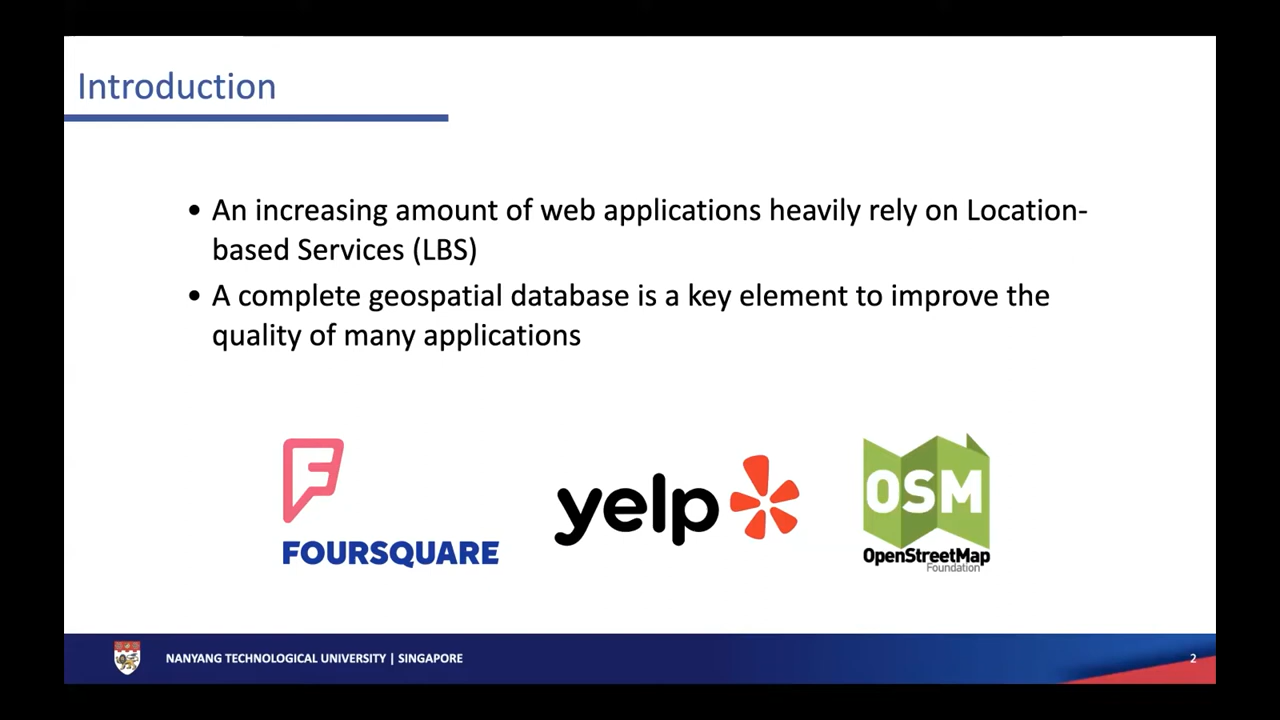 Introduction
• An increasing amount of web applications heavily rely on Location-
based Services (LBS)
• A complete geospatial database is a key element to improve the
quality of many applications
FOURSQUARE
yelp
OSM
OpenStreetMap
Foundation
NANYANG TECHNOLOGICAL UNIVERSITY | SINGAPORE
2